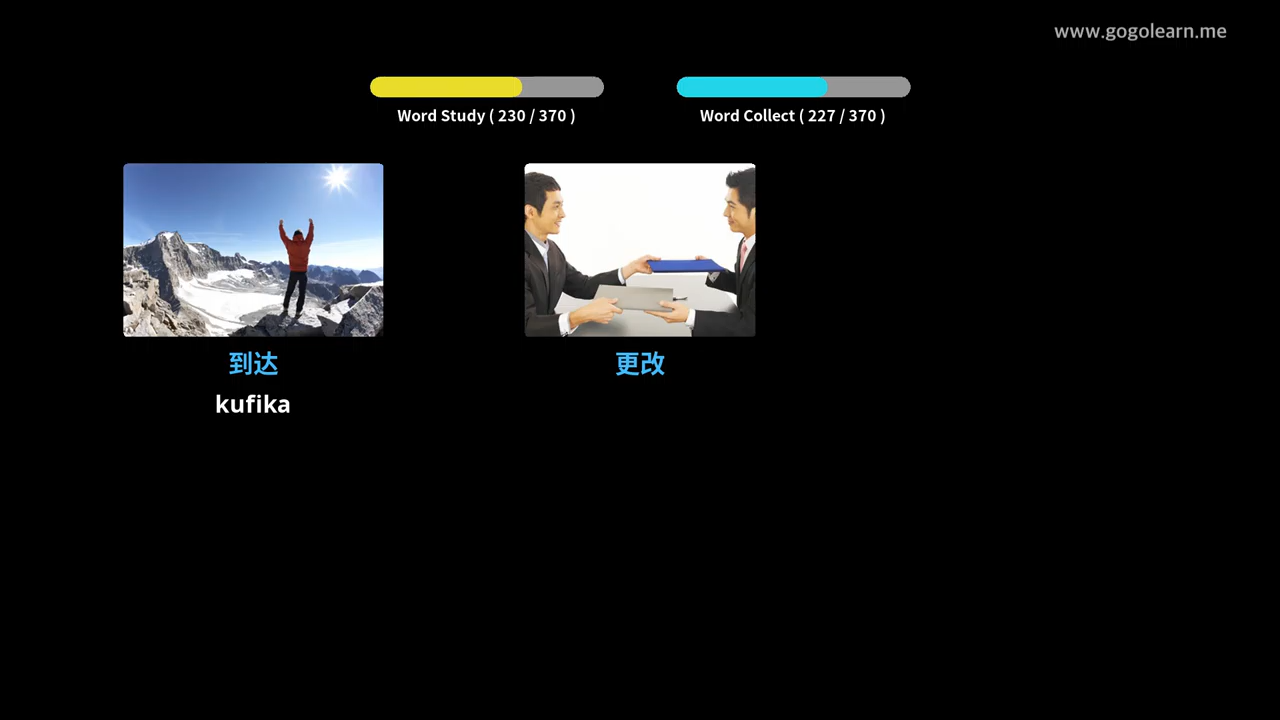 www.gogolearn.me
Word Study ( 230 / 370 )
Word Collect ( 227 / 370 )
到达
更改
kufika